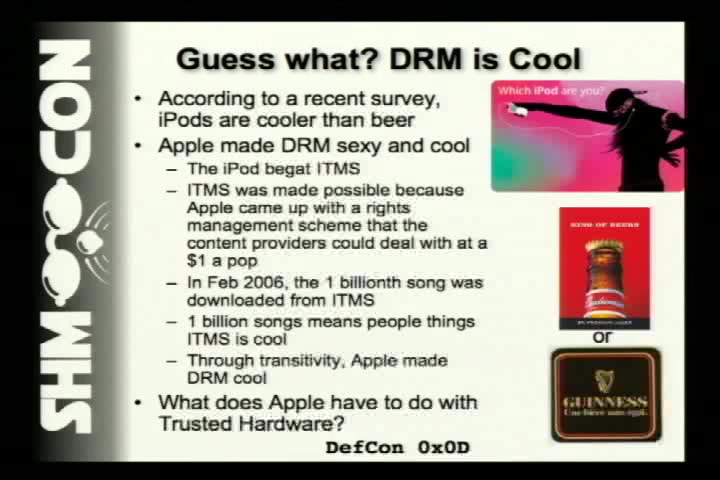 SHMOOCON
Guess what? DRM is Cool
• According to a recent survey,
iPods are cooler than beer
• Apple made DRM sexy and cool
– The iPod begat ITMS
– ITMS was made possible because
Apple came up with a rights
management scheme that the
content providers could deal with at a
$1 a pop
– In Feb 2006, the 1 billionth song was
downloaded from ITMS
– 1 billion songs means people things
ITMS is cool
– Through transitivity, Apple made
DRM cool
• What does Apple have to do with
Trusted Hardware?
Which iPod are you?
KING OF BEERS
Budweiser
or
GUINNESS
DefCon 0x0D